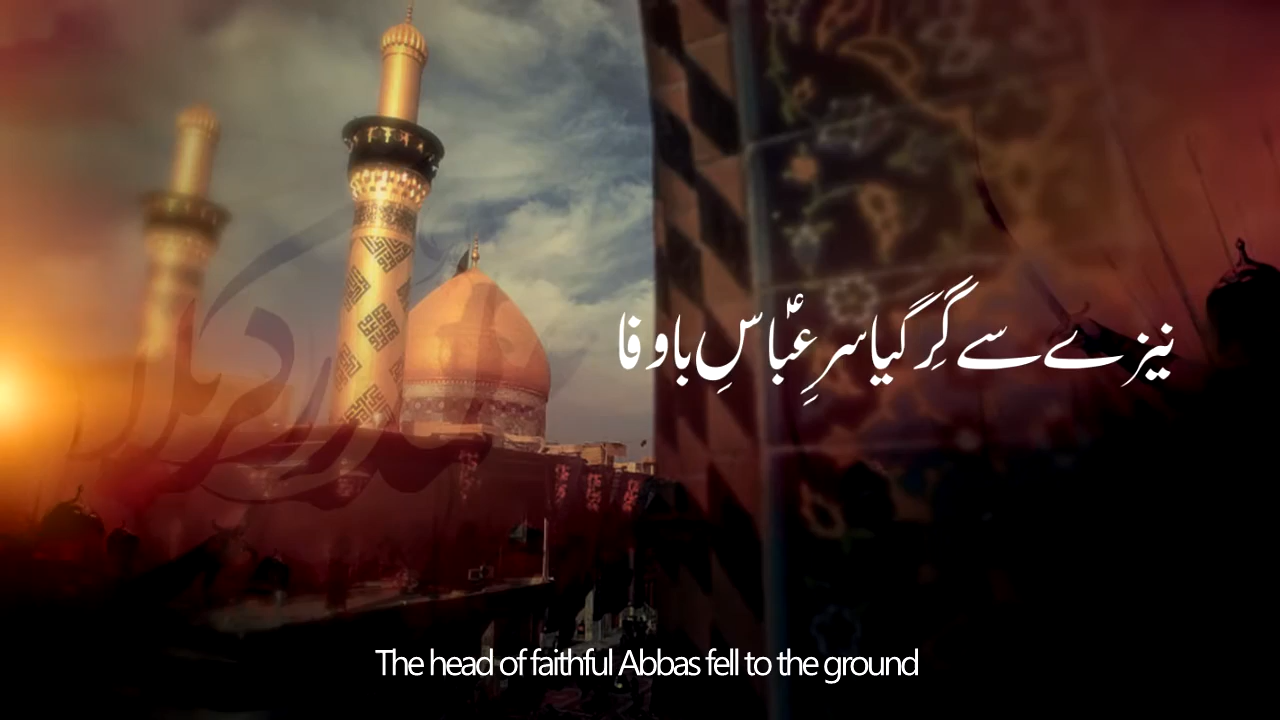 نیزے سے گِر گیا سرِ عبّاسؑ سِ باوفا
The head of faithful Abbas fell to the ground